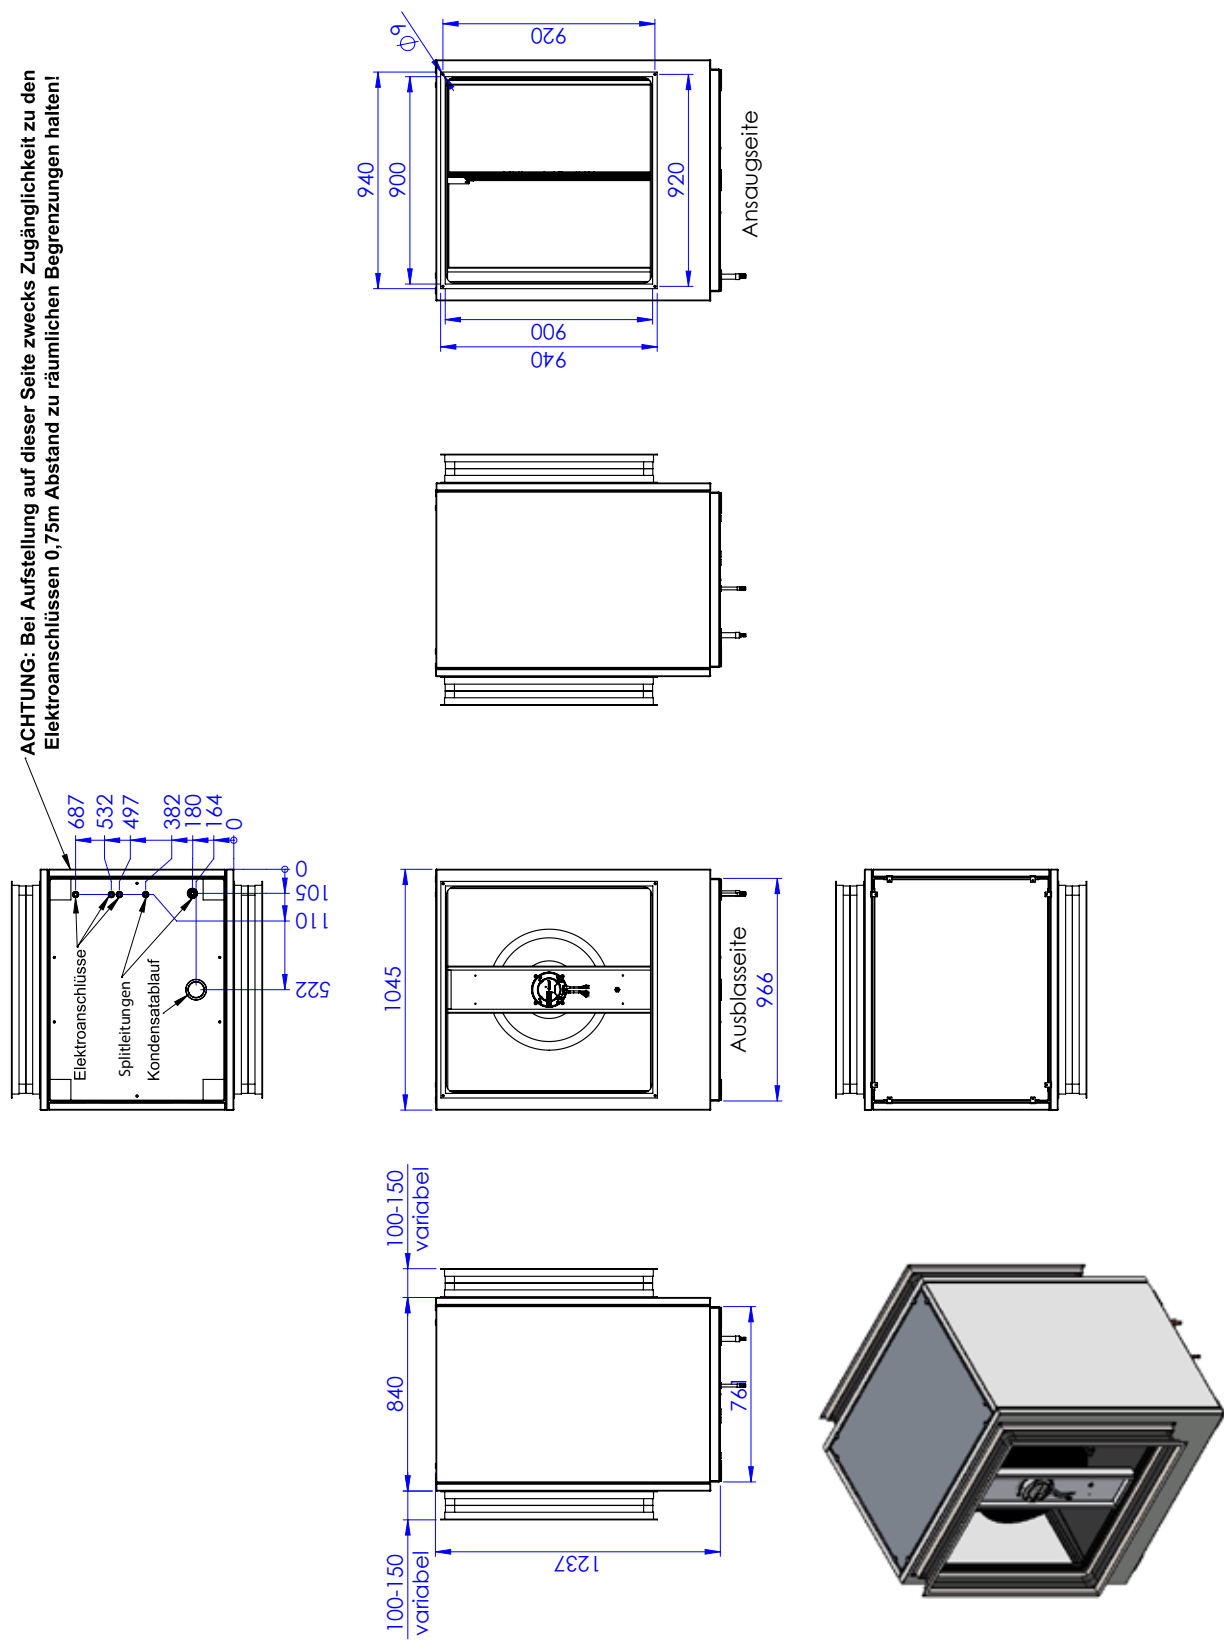 ACHTUNG: Bei Aufstellung auf dieser Seite zwecks Zugänglichkeit zu den
Elektroanschlüssen 0,75m Abstand zu räumlichen Begrenzungen halten!
687
532
497
382
180
164
0
0
105
110
522
Elektroanschlüsse
Splitleitungen
Kondensatablauf
100-150
variabel
840
100-150
variabel
1237
761
1045
Ausblasseite
966
940
900
920
Φ9
920
900
940
Ansaugseite